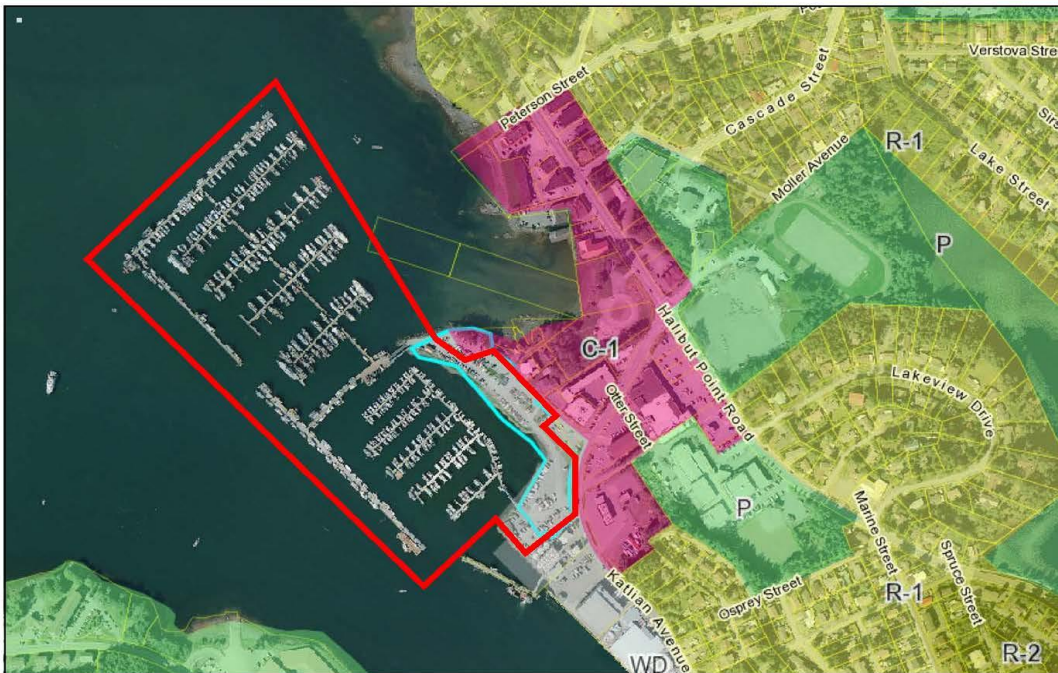 Verstova Stre
Peterson Street
Cascade Street
R-1
Lake Street
Moller Avenue
P
Halibut Point Road
C-1
Lakeview Drive
Otter Street
P
Marine Street
Spruce Street
Osprey Street
R-1
Katlian Avenue
R-2
WD